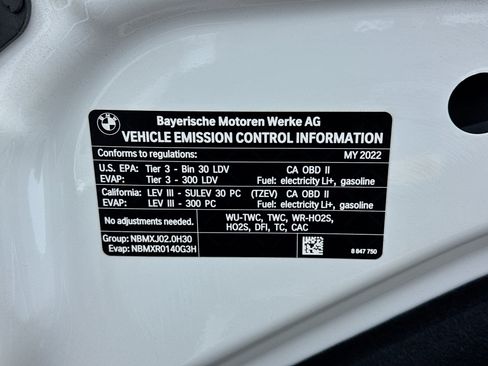 BMW
Bayerische Motoren Werke AG
VEHICLE EMISSION CONTROL INFORMATION
Conforms to regulations: MY 2022
U.S. EPA: Tier 3 - Bin 30 LDV CA OBD II
EVAP: Tier 3 - 300 LDV Fuel: electricity Li+, gasoline
California: LEV III - SULEV 30 PC (TZEV) CA OBD II
EVAP: LEV III - 300 PC Fuel: electricity Li+, gasoline
No adjustments needed. WU-TWC, TWC, WR-HO2S,
HO2S, DFI, TC, CAC
Group: NBMXJ02.0H30
Evap: NBMXR0140G3H
8 847 750